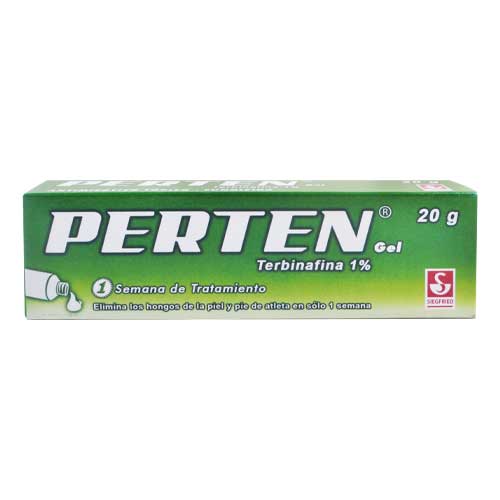 PERTEN® Gel
20 g
Terbinafina 1%
1 Semana de Tratamiento
Elimina los hongos de la piel y pie de atleta en sólo 1 semana
S
SIEGFRIED